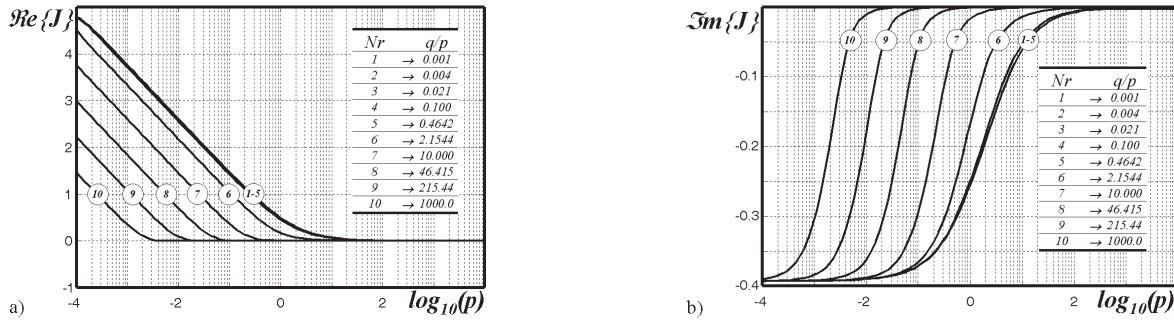 ℜe{J}
4
3
2
1
0
-1
-4
-2
0
2
log10(p)
Nr q/p
1 → 0.001
2 → 0.004
3 → 0.021
4 → 0.100
5 → 0.4642
6 → 2.1544
7 → 10.000
8 → 46.415
9 → 215.44
10 → 1000.0
10 9 8 7 6 1-5
a)
ℑm{J}
-0.1
-0.2
-0.3
-0.4
-4
-2
0
2
log10(p)
10 9 8 7 6 1-5
Nr q/p
1 → 0.001
2 → 0.004
3 → 0.021
4 → 0.100
5 → 0.4642
6 → 2.1544
7 → 10.000
8 → 46.415
9 → 215.44
10 → 1000.0
b)